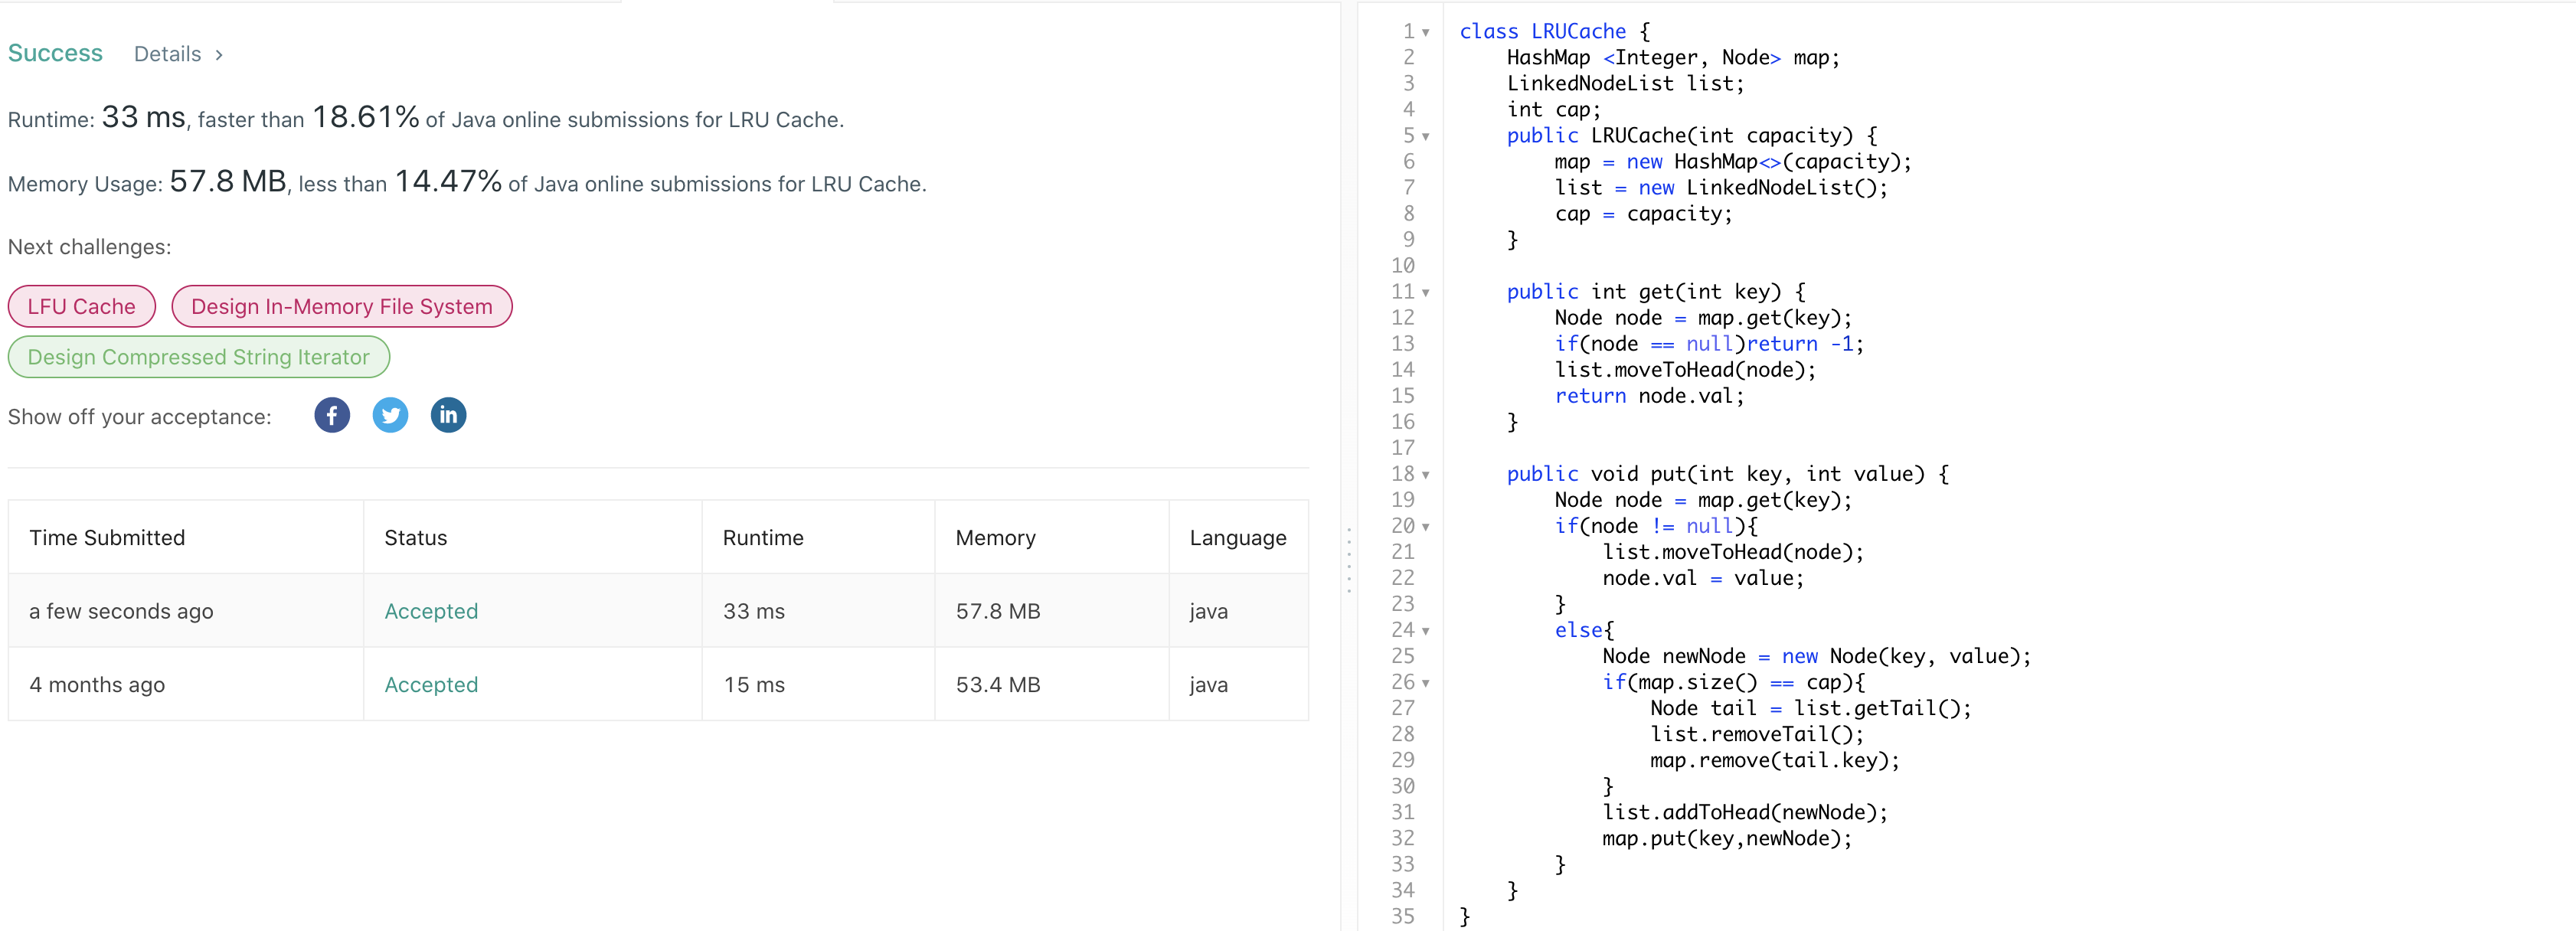 Success Details >
Runtime: 33 ms, faster than 18.61% of Java online submissions for LRU Cache.
Memory Usage: 57.8 MB, less than 14.47% of Java online submissions for LRU Cache.
Next challenges:
LFU Cache Design In-Memory File System
Design Compressed String Iterator
Show off your acceptance: f in
Time Submitted Status Runtime Memory Language
a few seconds ago Accepted 33 ms 57.8 MB java
4 months ago Accepted 15 ms 53.4 MB java
1 class LRUCache {
2     HashMap <Integer, Node> map;
3     LinkedNodeList list;
4     int cap;
5     public LRUCache(int capacity) {
6         map = new HashMap<>(capacity);
7         list = new LinkedNodeList();
8         cap = capacity;
9     }
10
11     public int get(int key) {
12         Node node = map.get(key);
13         if(node == null)return -1;
14         list.moveToHead(node);
15         return node.val;
16     }
17
18     public void put(int key, int value) {
19         Node node = map.get(key);
20         if(node != null){
21             list.moveToHead(node);
22             node.val = value;
23         }
24         else{
25             Node newNode = new Node(key, value);
26             if(map.size() == cap){
27                 Node tail = list.getTail();
28                 list.removeTail();
29                 map.remove(tail.key);
30             }
31             list.addToHead(newNode);
32             map.put(key,newNode);
33         }
34     }
35 }